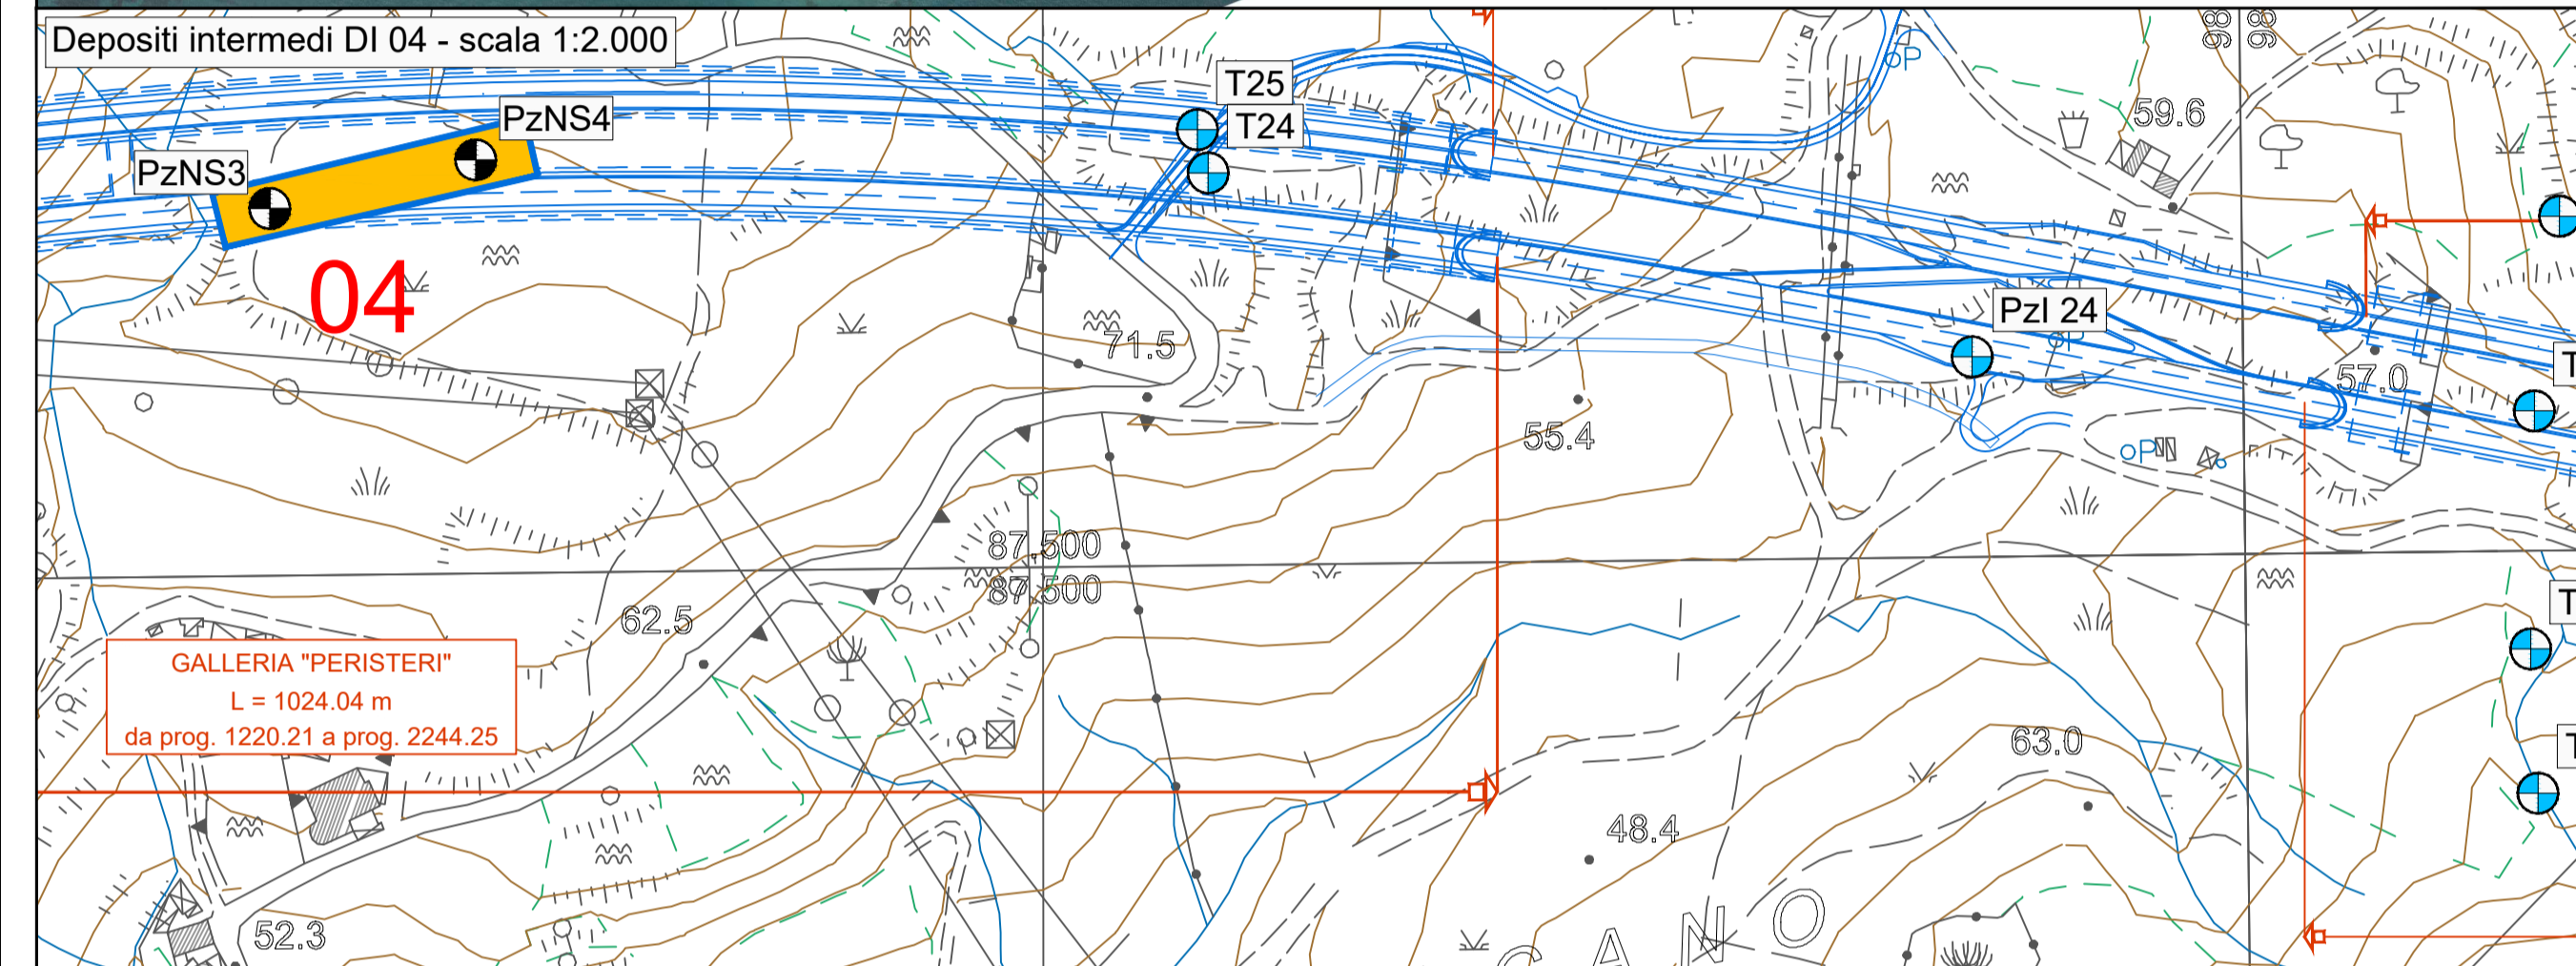 Depositi intermedi DI 04 - scala 1:2.000
98
98
P
T25
T24
59.6
PzNS4
PzNS3
04
PzI 24
P
71.5
57.0
55.4
P
87.500
87.500
62.5
GALLERIA "PERISTERI"
L = 1024.04 m
da prog. 1220.21 a prog. 2244.25
63.0
48.4
52.3
C A N O
T
T
T